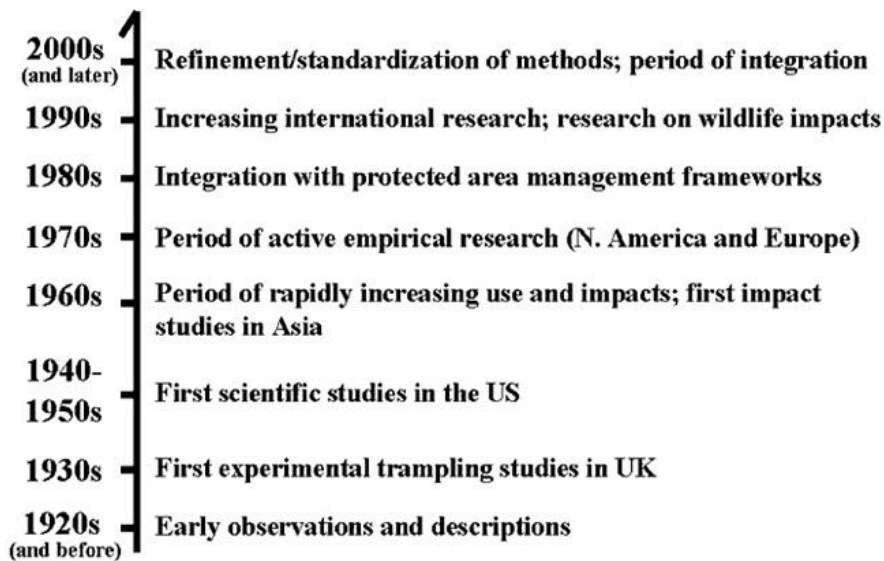 2000s
(and later)
Refinement/standardization of methods; period of integration
1990s
Increasing international research; research on wildlife impacts
1980s
Integration with protected area management frameworks
1970s
Period of active empirical research (N. America and Europe)
1960s
Period of rapidly increasing use and impacts; first impact
studies in Asia
1940-
1950s
First scientific studies in the US
1930s
First experimental trampling studies in UK
1920s
(and before)
Early observations and descriptions